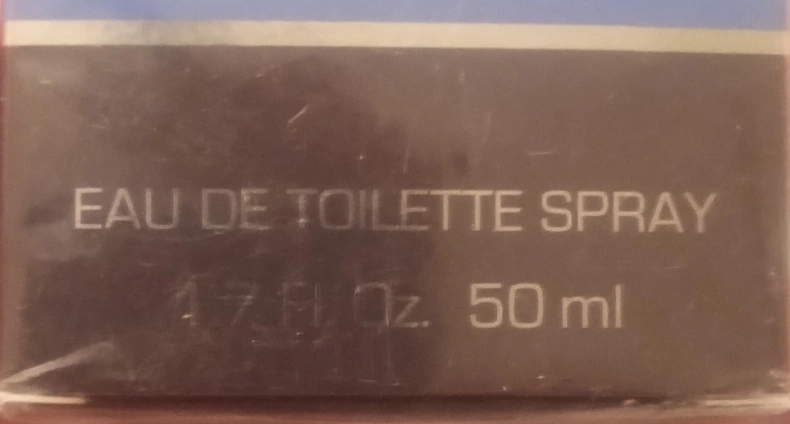 EAU DE TOILETTE SPRAY
1.7 Fl. Oz. 50 ml